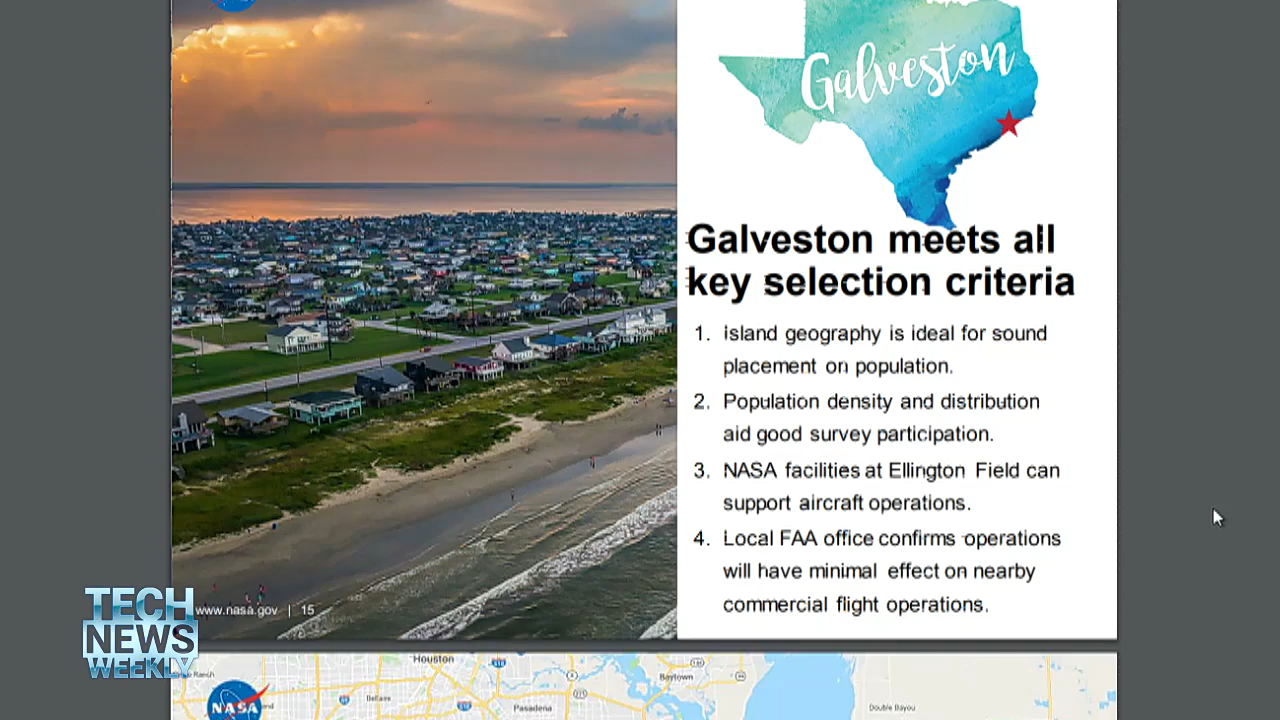 Galveston
Galveston meets all
key selection criteria
1. Island geography is ideal for sound
placement on population.
2. Population density and distribution
aid good survey participation.
3. NASA facilities at Ellington Field can
support aircraft operations.
4. Local FAA office confirms operations
will have minimal effect on nearby
commercial flight operations.
www.nasa.gov | 15
TECH
NEWS
WEEKLY
Houston
Baytown
NASA
Bellaire
Pasadena
Double Bayou